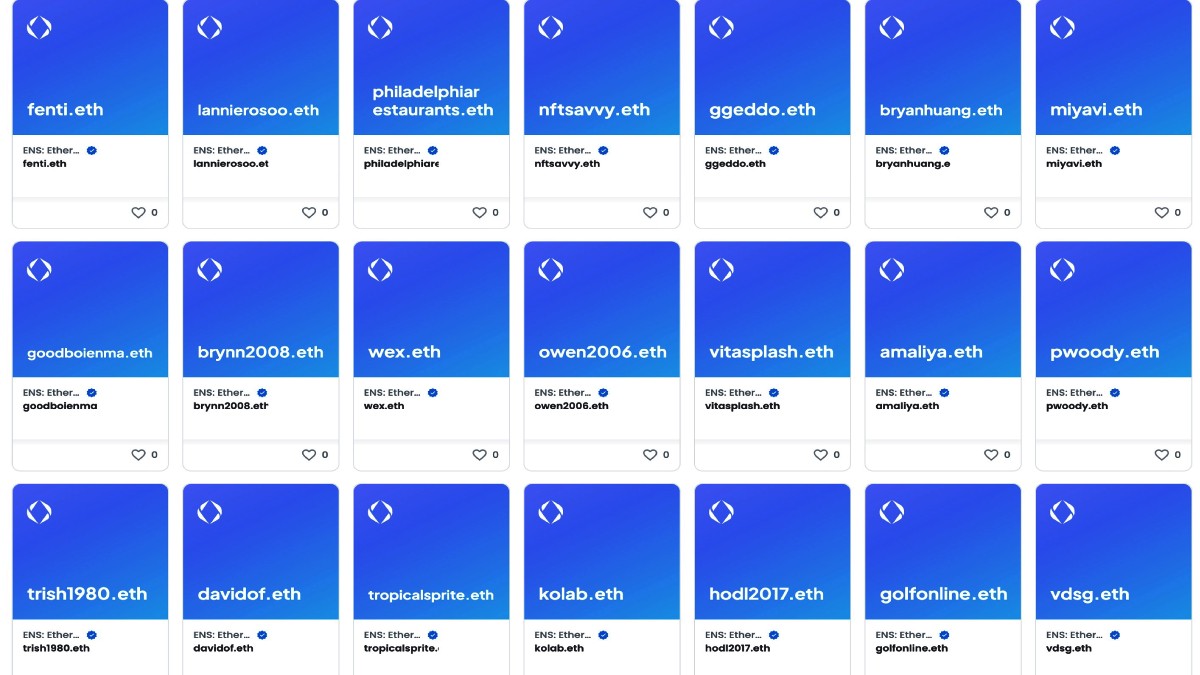 fenti.eth
lannierosoo.eth
philadelphiar
estaurants.eth
nftsavvy.eth
ggeddo.eth
bryanhuang.eth
miyavi.eth
ENS: Ether...
fenti.eth
ENS: Ether...
lannierosoo.et
ENS: Ether...
philadelphiare
ENS: Ether...
nftsavvy.eth
ENS: Ether...
ggeddo.eth
ENS: Ether...
bryanhuang.e
ENS: Ether...
miyavi.eth
0
0
0
0
0
0
0
goodboienma.eth
brynn2008.eth
wex.eth
owen2006.eth
vitasplash.eth
amaliya.eth
pwoody.eth
ENS: Ether...
goodboienma
ENS: Ether...
brynn2008.eth
ENS: Ether...
wex.eth
ENS: Ether...
owen2006.eth
ENS: Ether...
vitasplash.eth
ENS: Ether...
amaliya.eth
ENS: Ether...
pwoody.eth
0
0
0
0
0
0
0
trish1980.eth
davidof.eth
tropicalsprite.eth
kolab.eth
hodl2017.eth
golfonline.eth
vdsg.eth
ENS: Ether...
trish1980.eth
ENS: Ether...
davidof.eth
ENS: Ether...
tropicalsprite.
ENS: Ether...
kolab.eth
ENS: Ether...
hodl2017.eth
ENS: Ether...
golfonline.eth
ENS: Ether...
vdsg.eth